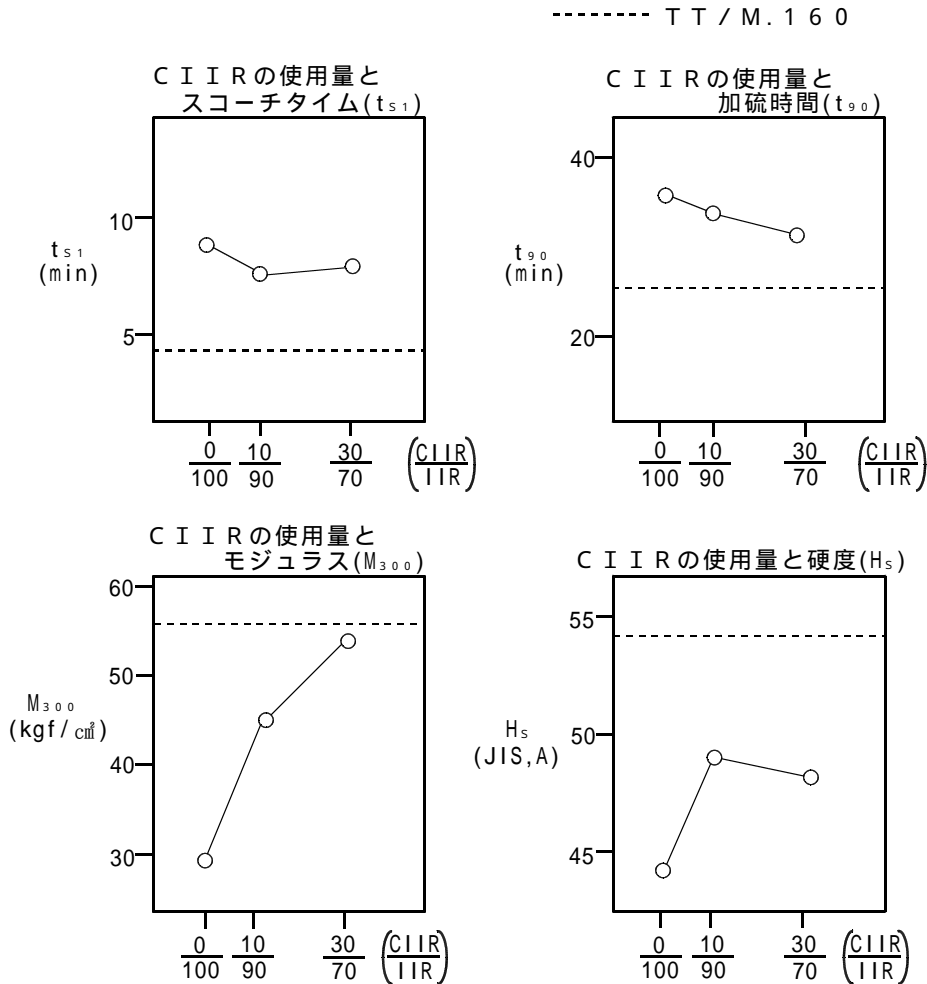 TT/M.160
CIIRの使用量と
スコーチタイム(tS1)
10
5
tS1
(min)
0 10 30 (CIIR
100 90 70 IIR)
CIIRの使用量と
加硫時間(t90)
40
20
t90
(min)
0 10 30 (CIIR
100 90 70 IIR)
CIIRの使用量と
モジュラス(M300)
60
50
40
30
M300
(kgf/c㎡)
0 10 30 (CIIR
100 90 70 IIR)
CIIRの使用量と硬度(HS)
55
50
45
HS
(JIS,A)
0 10 30 (CIIR
100 90 70 IIR)